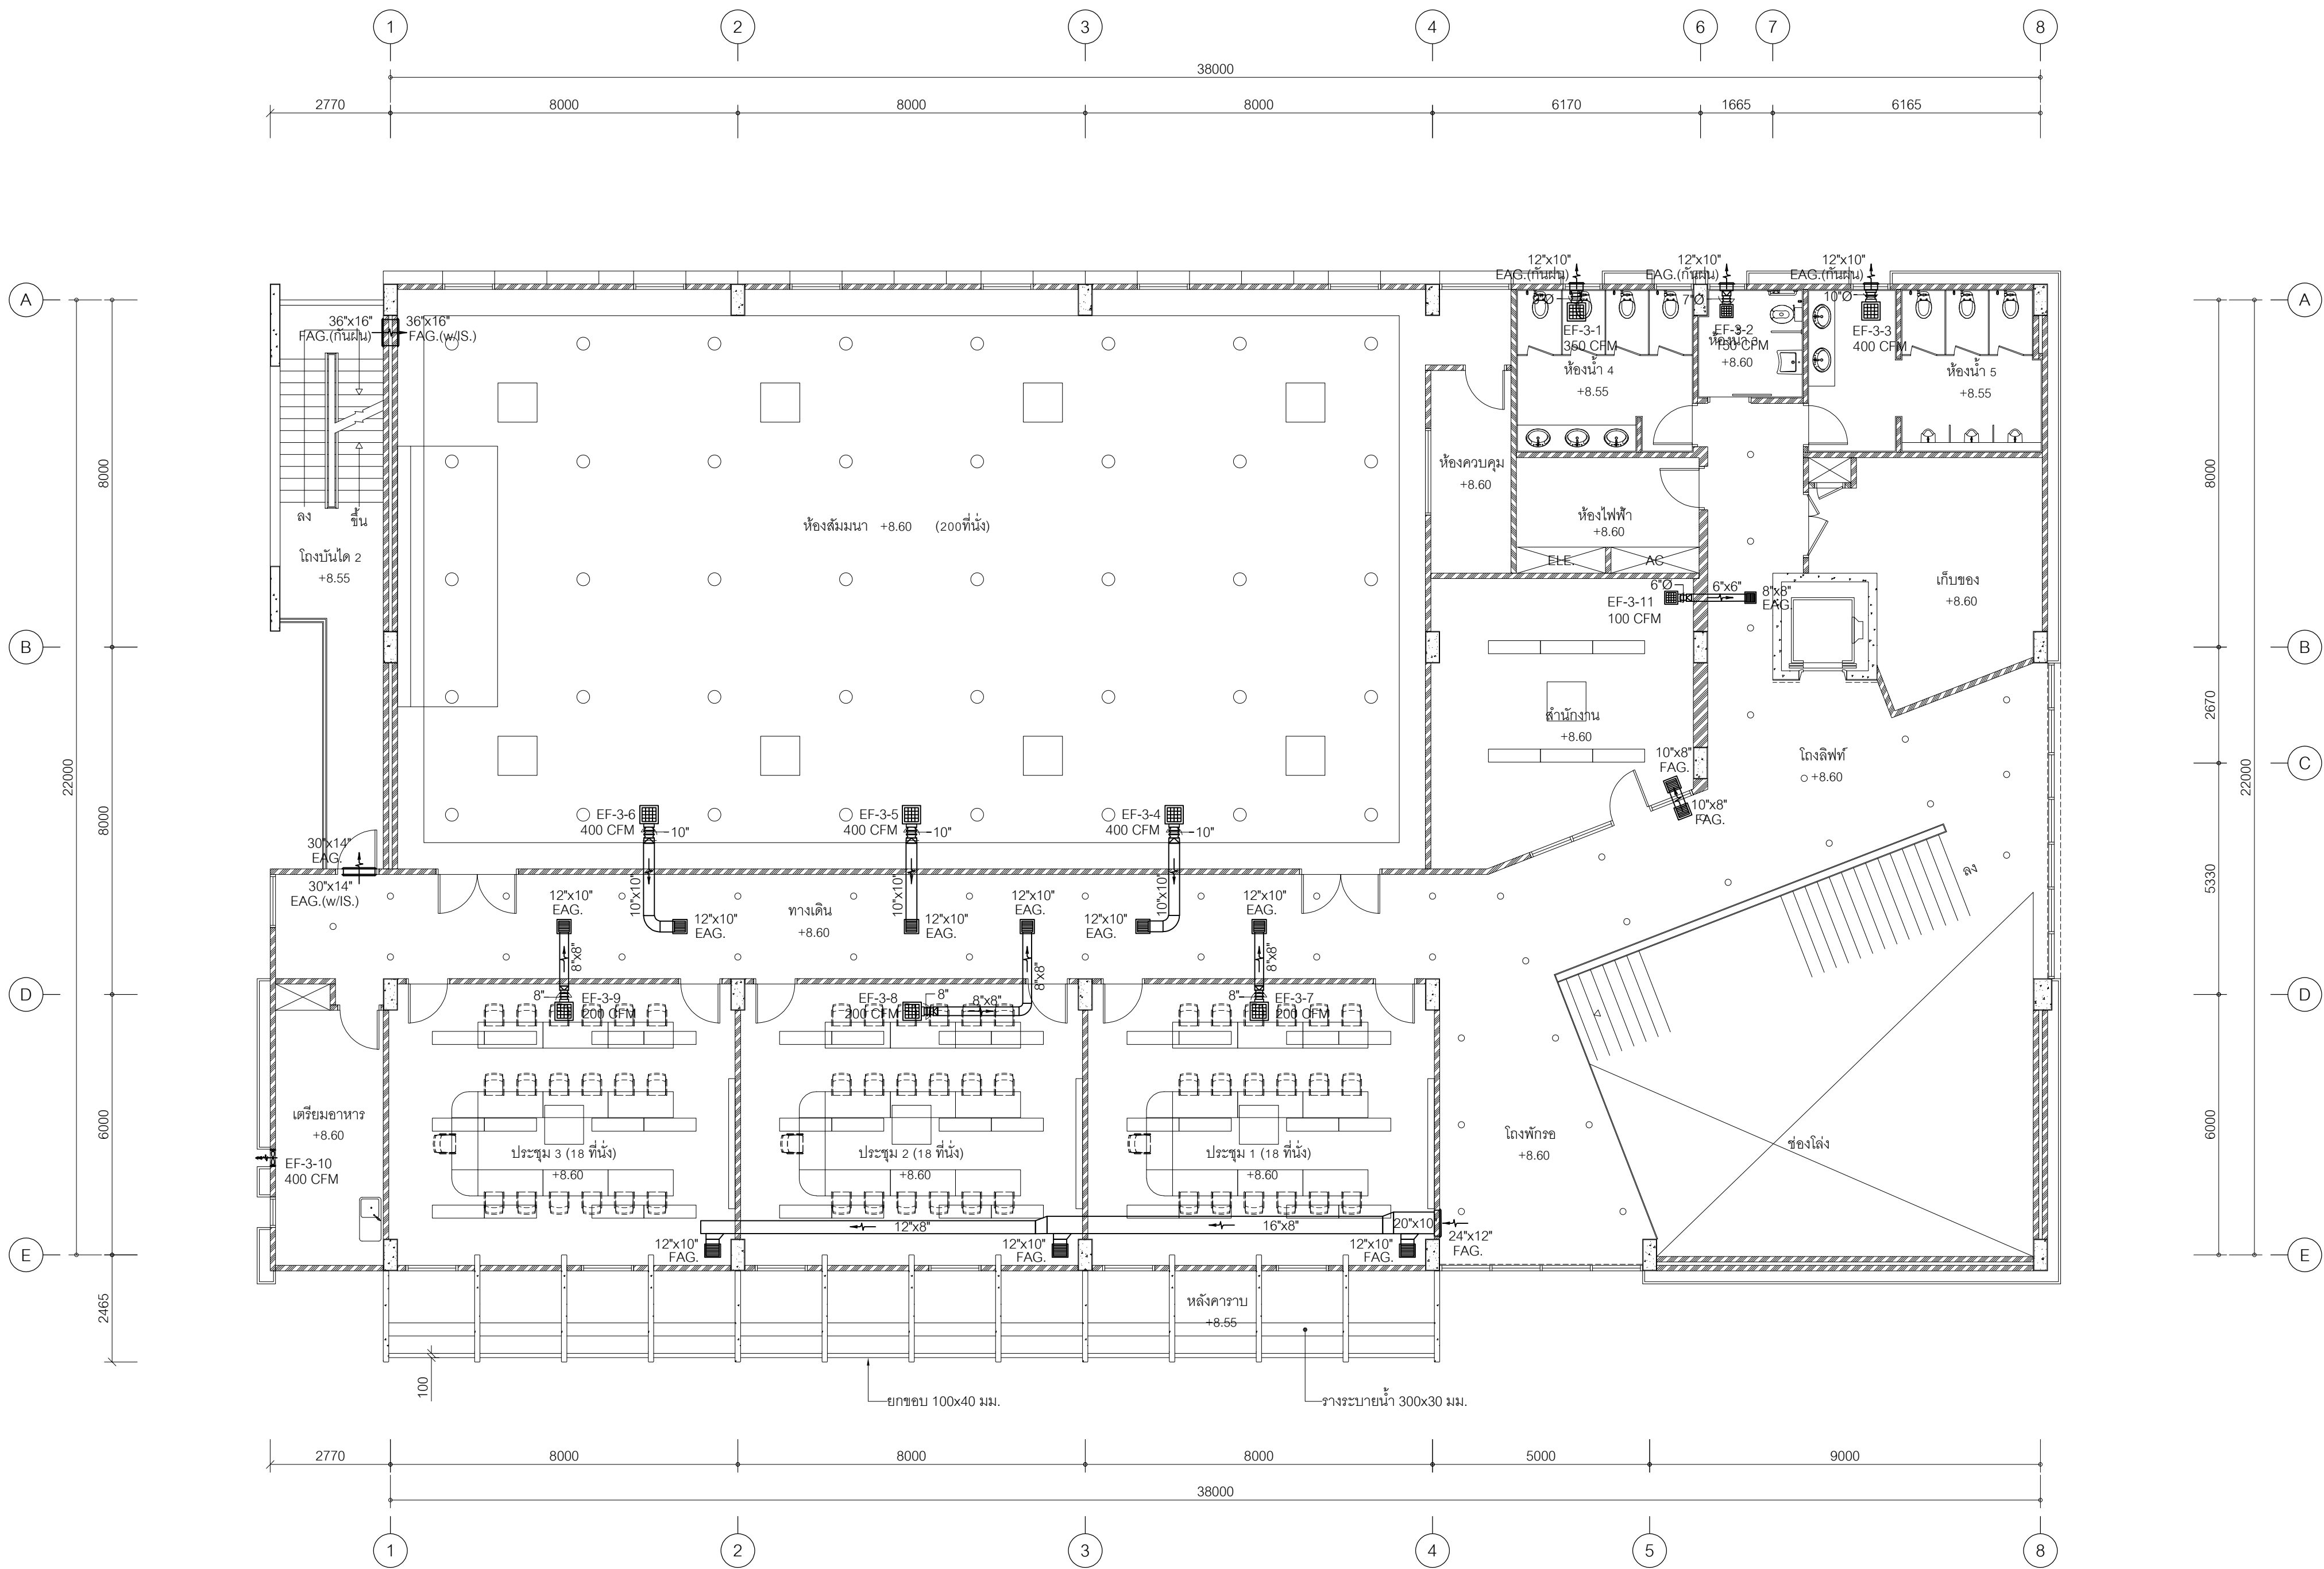 1
2
3
4
6
7
8
38000
2770
8000
8000
8000
6170
1665
6165
12"x10"
EAG.(กันฝน)
12"x10"
EAG.(กันฝน)
12"x10"
EAG.(กันฝน)
A
A
36"x16"
FAG.(กันฝน)
36"x16"
FAG.(w/IS.)
7"Ø
10"Ø
EF-3-1
350 CFM
EF-3-2
150 CFM
EF-3-3
400 CFM
ห้องน้ำ 3
+8.60
ห้องน้ำ 4
+8.55
ห้องน้ำ 5
+8.55
8000
8000
ห้องควบคุม
+8.60
ลง
ขึ้น
ห้องสัมมนา +8.60 (200ที่นั่ง)
ห้องไฟฟ้า
+8.60
โถงบันได 2
+8.55
ELE.
AC
เก็บของ
+8.60
6"Ø
6"x6"
8"x8"
EAG.
EF-3-11
100 CFM
B
B
2670
สำนักงาน
+8.60
โถงลิฟท์
+8.60
10"x8"
FAG.
10"x8"
FAG.
C
22000
22000
8000
5330
EF-3-6
400 CFM
10"
EF-3-5
400 CFM
10"
EF-3-4
400 CFM
10"
30"x14"
EAG.
30"x14"
EAG.(w/IS.)
ลง
10"x10"
10"x10"
10"x10"
12"x10"
EAG.
12"x10"
EAG.
12"x10"
EAG.
ทางเดิน
+8.60
12"x10"
EAG.
12"x10"
EAG.
12"x10"
EAG.
8"x8"
8"x8"
8"x8"
D
D
8"
EF-3-9
200 CFM
EF-3-8
200 CFM
8"
8"x8"
8"
EF-3-7
200 CFM
6000
6000
เตรียมอาหาร
+8.60
EF-3-10
400 CFM
ประชุม 3 (18 ที่นั่ง)
+8.60
ประชุม 2 (18 ที่นั่ง)
+8.60
ประชุม 1 (18 ที่นั่ง)
+8.60
โถงพักรอ
+8.60
ช่องโล่ง
12"x8"
16"x8"
20"x10"
24"x12"
FAG.
12"x10"
FAG.
12"x10"
FAG.
12"x10"
FAG.
E
E
2465
หลังคาราบ
+8.55
100
ยกขอบ 100x40 มม.
รางระบายน้ำ 300x30 มม.
2770
8000
8000
8000
5000
9000
38000
1
2
3
4
5
8